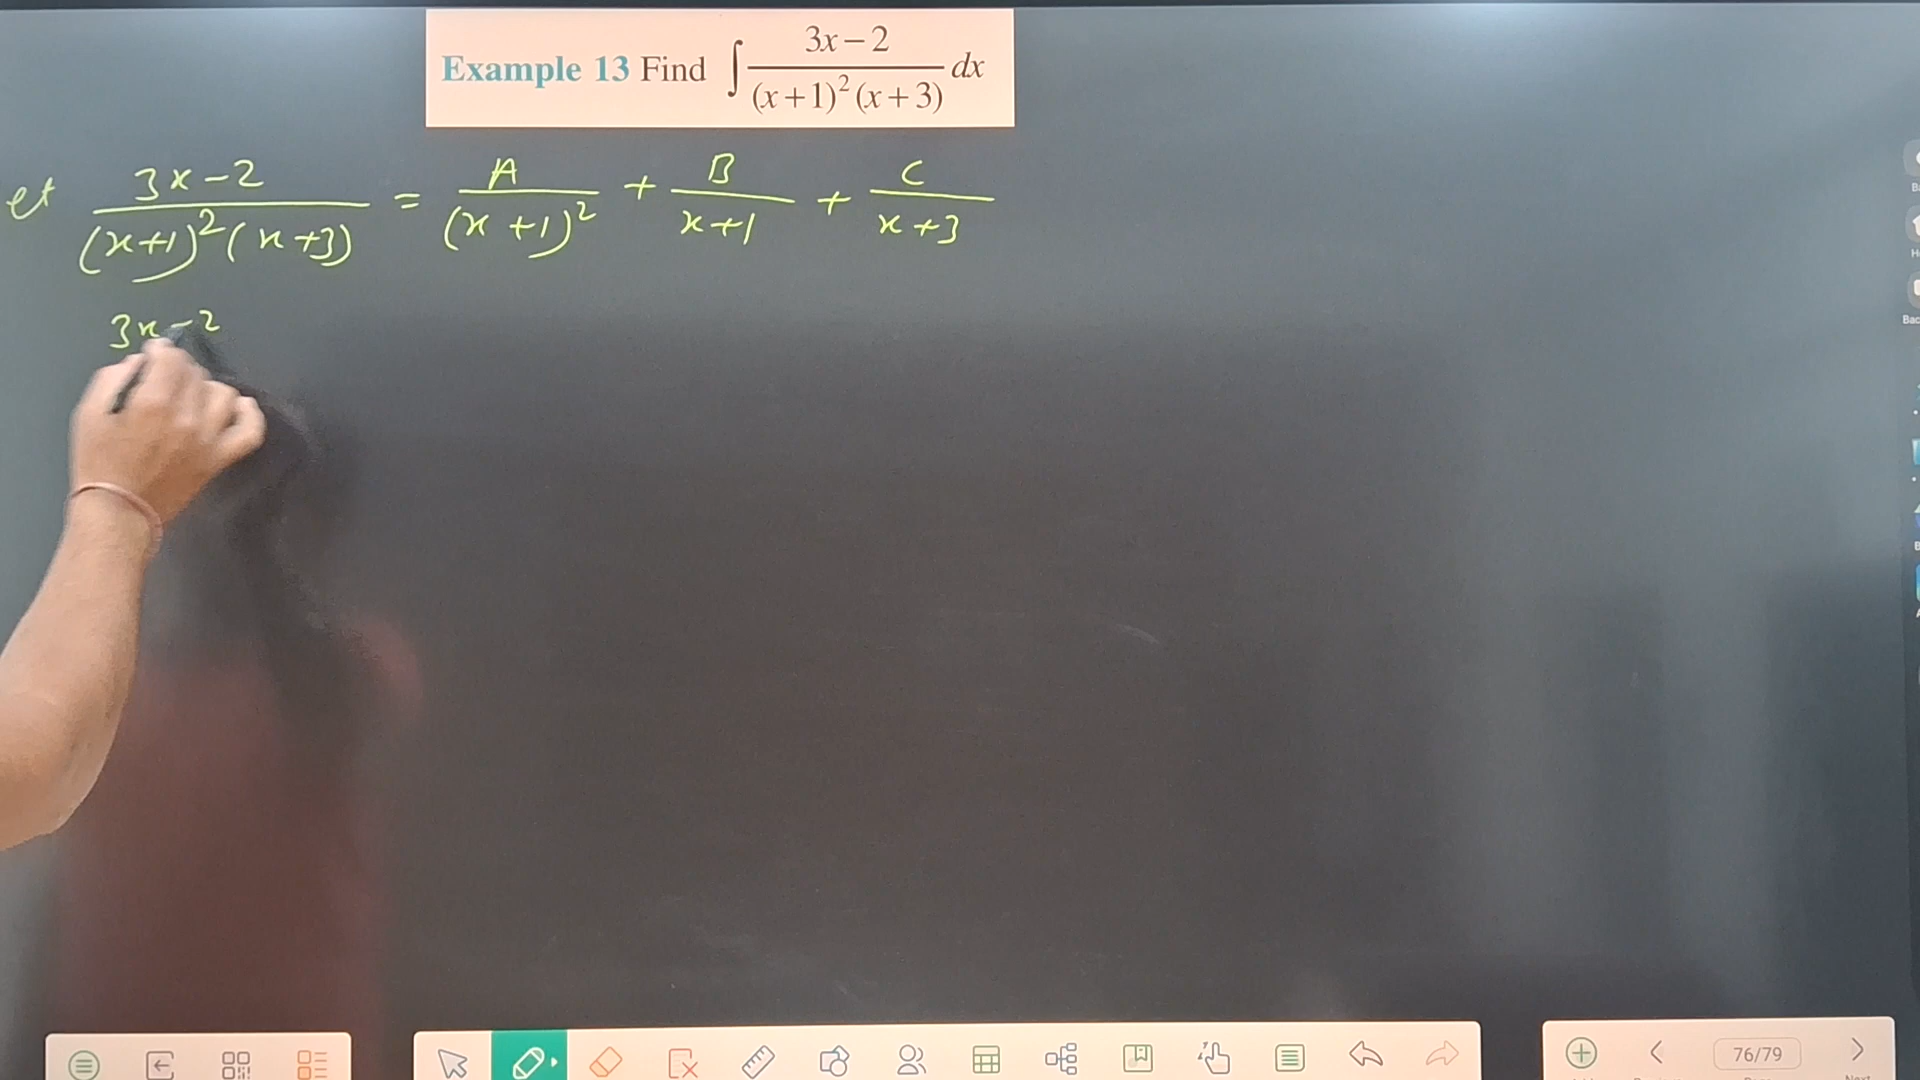 Example 13 Find ∫ 3x−2 / (x+1)²(x+3) dx
et 3x−2 / (x+1)²(x+3) = A / (x+1)² + B / x+1 + C / x+3
3x−2
76/79